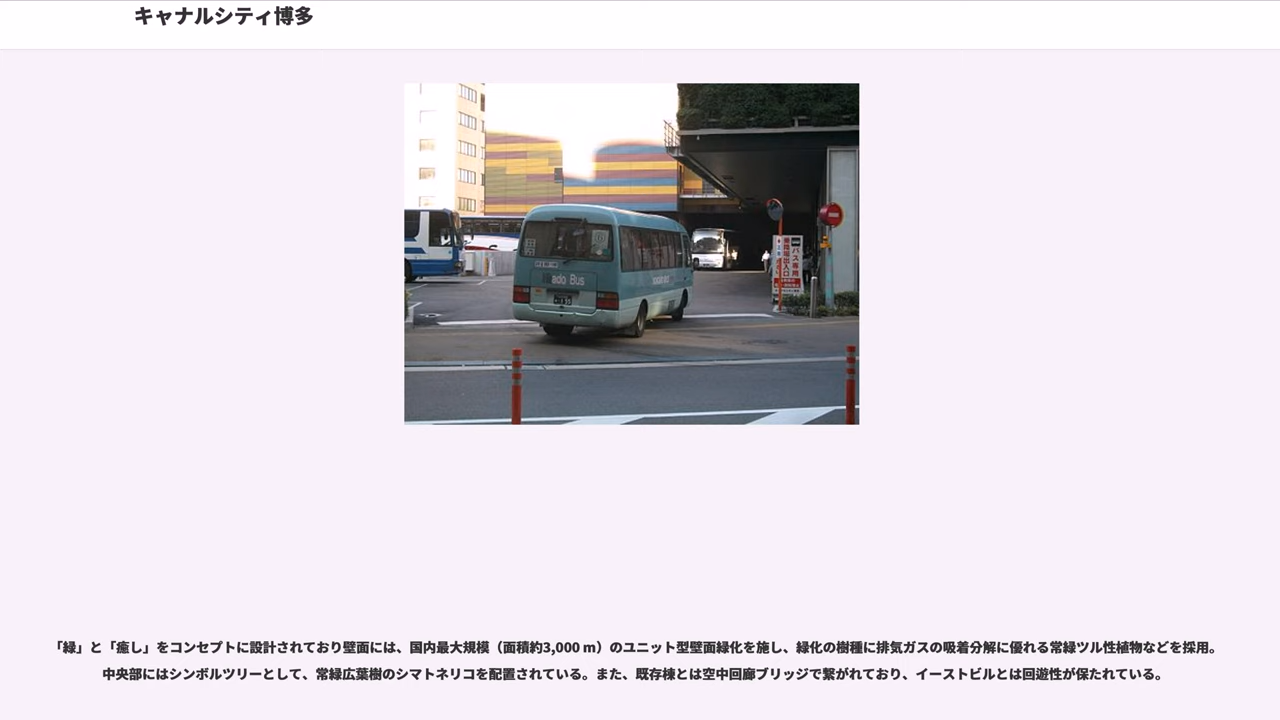 キャナルシティ博多
Bus
バス専用
「緑」と「癒し」をコンセプトに設計されており壁面には、国内最大規模（面積約3,000 m）のユニット型壁面緑化を施し、緑化の樹種に排気ガスの吸着分解に優れる常緑ツル性植物などを採用。
中央部にはシンボルツリーとして、常緑広葉樹のシマトネリコを配置されている。また、既存棟とは空中回廊ブリッジで繋がれており、イーストビルとは回遊性が保たれている。